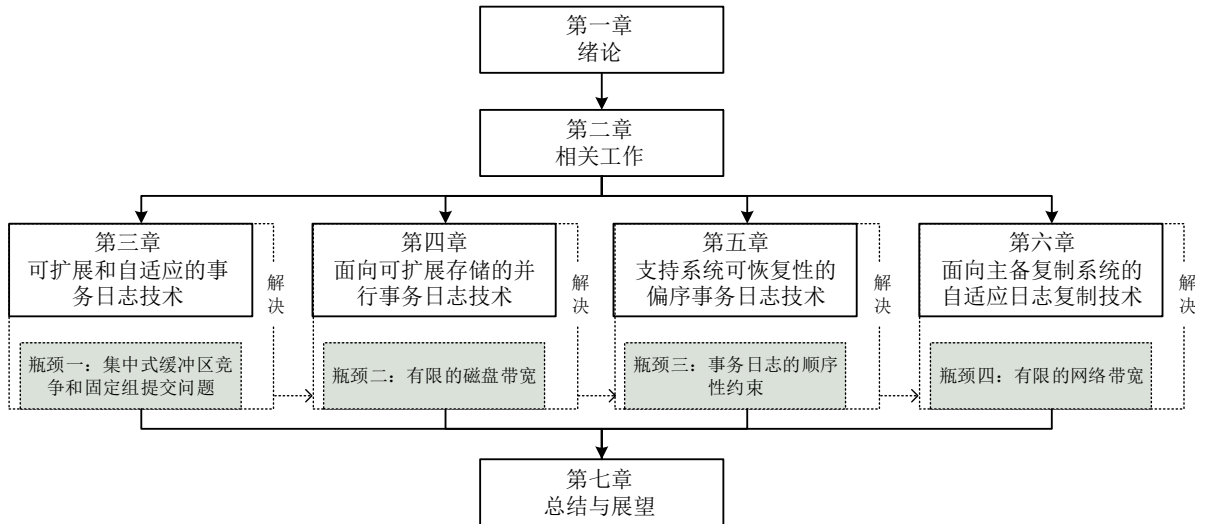 第一章
绪论
第二章
相关工作
第三章
可扩展和自适应的事
务日志技术
解
决
瓶颈一：集中式缓冲区竞
争和固定组提交问题
第四章
面向可扩展存储的并
行事务日志技术
解
决
瓶颈二：有限的磁盘带宽
第五章
支持系统可恢复性的
偏序事务日志技术
解
决
瓶颈三：事务日志的顺序
性约束
第六章
面向主备复制系统的
自适应日志复制技术
解
决
瓶颈四：有限的网络带宽
第七章
总结与展望